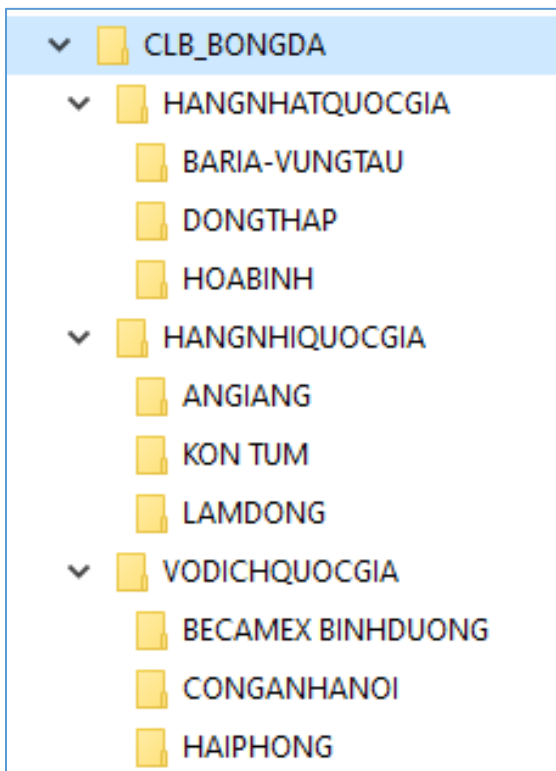 CLB_BONGDA
HANGNHATQUOCGIA
BARIA-VUNGTAU
DONGTHAP
HOABINH
HANGNHIQUOCGIA
ANGIANG
KON TUM
LAMDONG
VODICHQUOCGIA
BECAMEX BINHDUONG
CONGANHANOI
HAIPHONG